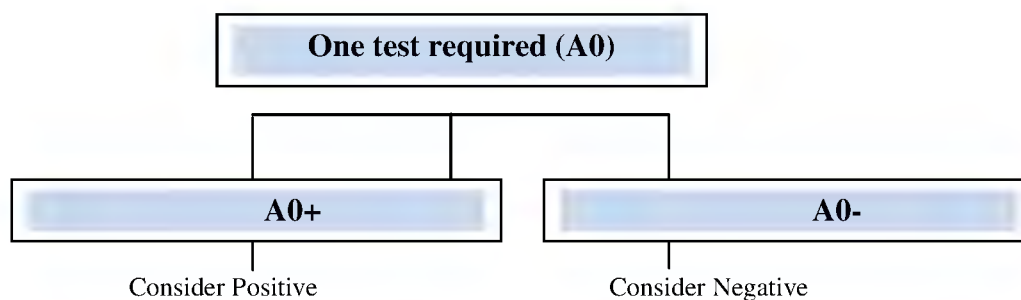 One test required (A0)
A0+
A0-
Consider Positive
Consider Negative